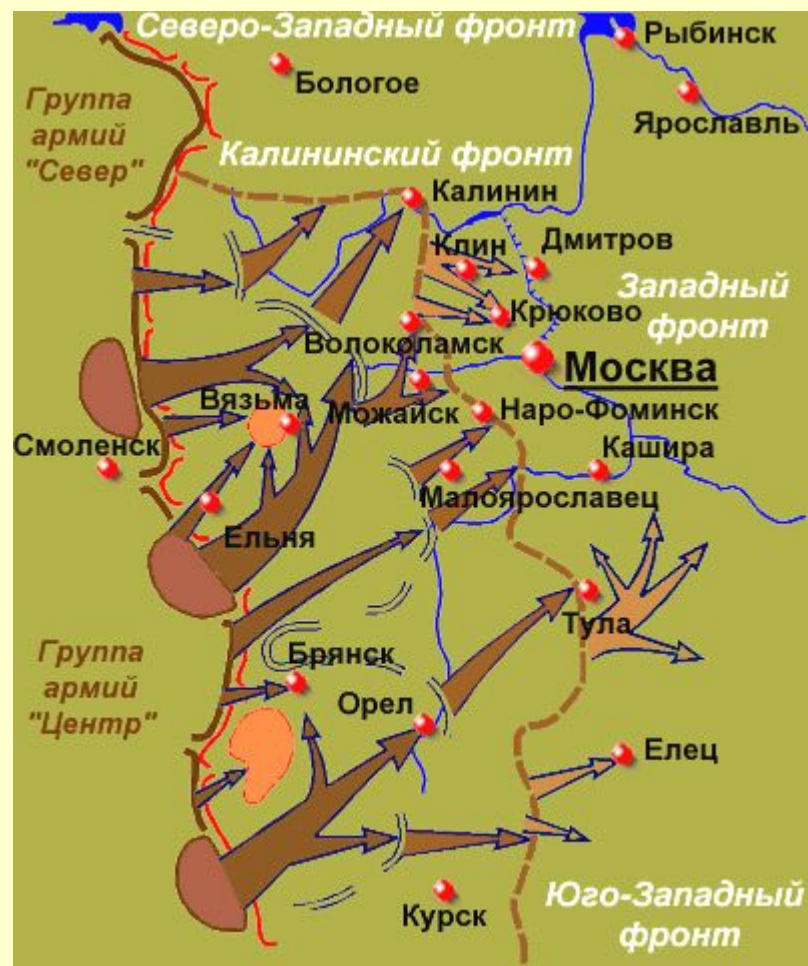 Северо-Западный фронт
Рыбинск
Бологое
Группа
армий
"Север"
Ярославль
Калининский фронт
Калинин
Клин
Дмитров
Западный
фронт
Крюково
Волоколамск
Москва
Вязьма
Можайск
Наро-Фоминск
Смоленск
Кашира
Малоярославец
Ельня
Тула
Группа
армий
"Центр"
Брянск
Орел
Елец
Курск
Юго-Западный
фронт